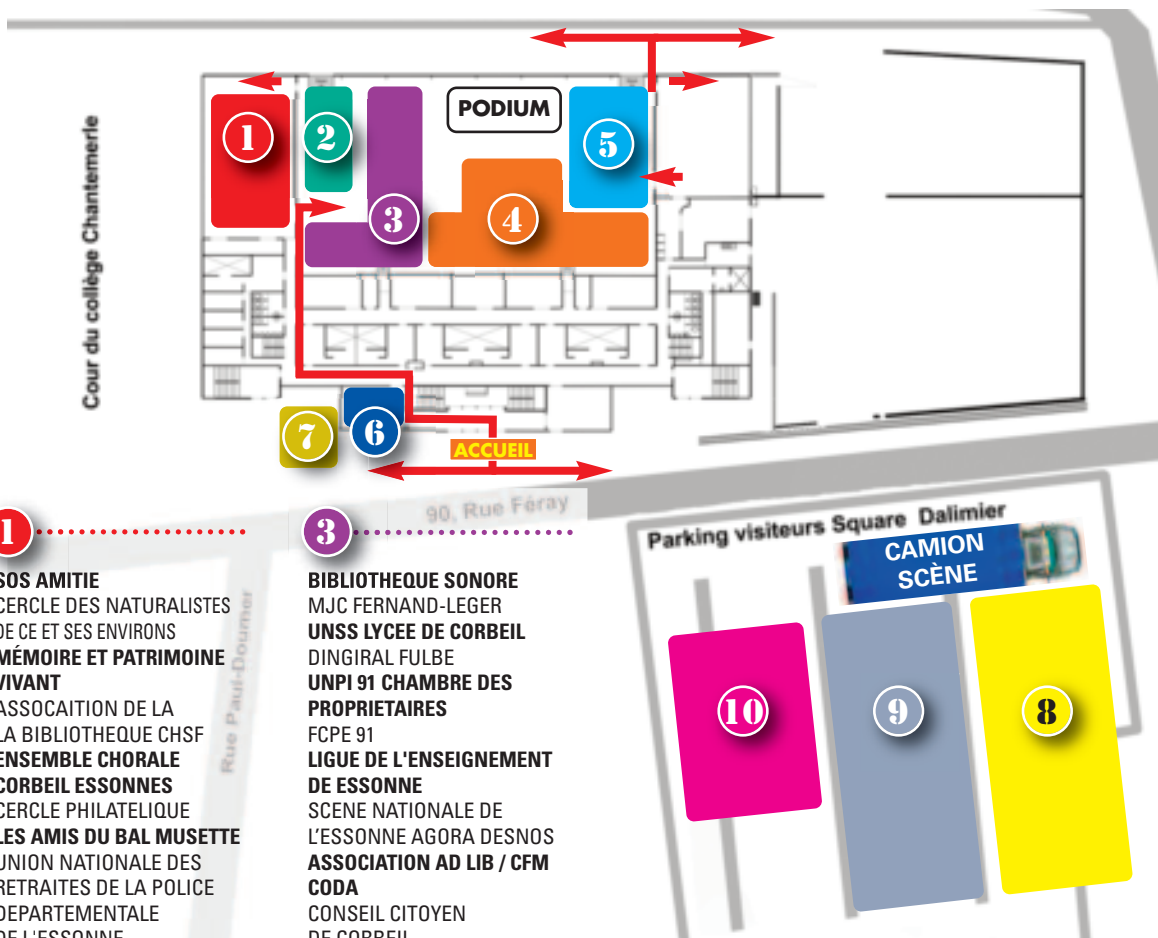 Cour du collège Chantemerle
PODIUM
1
2
3
4
5
6
7
ACCUEIL
90, Rue Féray
Rue Paul-Doumer
Parking visiteurs Square Dalimier
CAMION
SCÈNE
10
9
8
1
SOS AMITIE
CERCLE DES NATURALISTES
DE CE ET SES ENVIRONS
MÉMOIRE ET PATRIMOINE
VIVANT
ASSOCAITION DE LA
LA BIBLIOTHEQUE CHSF
ENSEMBLE CHORALE
CORBEIL ESSONNES
CERCLE PHILATELIQUE
LES AMIS DU BAL MUSETTE
UNION NATIONALE DES
RETRAITES DE LA POLICE
DEPARTEMENTALE
DE L'ESSONNE
3
BIBLIOTHEQUE SONORE
MJC FERNAND-LEGER
UNSS LYCEE DE CORBEIL
DINGIRAL FULBE
UNPI 91 CHAMBRE DES
PROPRIETAIRES
FCPE 91
LIGUE DE L'ENSEIGNEMENT
DE ESSONNE
SCENE NATIONALE DE
L'ESSONNE AGORA DESNOS
ASSOCIATION AD LIB / CFM
CODA
CONSEIL CITOYEN
DE CORBEIL